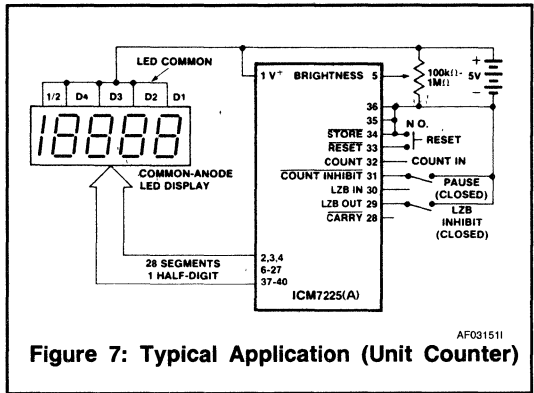 LED COMMON
1/2 D4 D3 D2 D1
18888
COMMON-ANODE
LED DISPLAY
28 SEGMENTS
1 HALF-DIGIT
1 V+ BRIGHTNESS 5
36
35
STORE 34
RESET 33
COUNT 32
COUNT INHIBIT 31
LZB IN 30
LZB OUT 29
CARRY 28
2,3,4
6-27
37-40
ICM7225(A)
100kΩ-
1MΩ
+
5V
−
N.O.
RESET
COUNT IN
PAUSE
(CLOSED)
LZB
INHIBIT
(CLOSED)
AF03151I
Figure 7: Typical Application (Unit Counter)